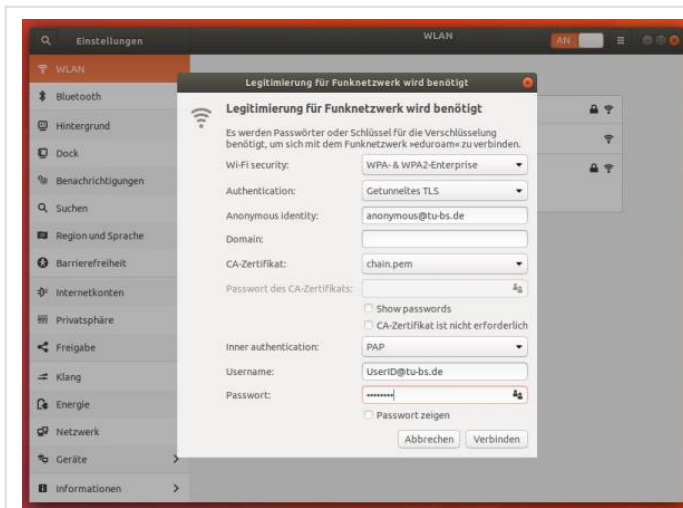 Einstellungen
WLAN
AN
WLAN
Bluetooth
Hintergrund
Dock
Benachrichtigungen
Suchen
Region und Sprache
Barrierefreiheit
Internetkonten
Privatsphäre
Freigabe
Klang
Energie
Netzwerk
Geräte
Informationen
Legitimierung für Funknetzwerk wird benötigt
Legitimierung für Funknetzwerk wird benötigt
Es werden Passwörter oder Schlüssel für die Verschlüsselung
benötigt, um sich mit dem Funknetzwerk »eduroam« zu verbinden.
Wi-Fi security: WPA- & WPA2-Enterprise
Authentication: Getunneltes TLS
Anonymous identity: anonymous@tu-bs.de
Domain:
CA-Zertifikat: chain.pem
Passwort des CA-Zertifikats:
Show passwords
CA-Zertifikat ist nicht erforderlich
Inner authentication: PAP
Username: UserID@tu-bs.de
Passwort: ••••••••
Passwort zeigen
Abbrechen Verbinden